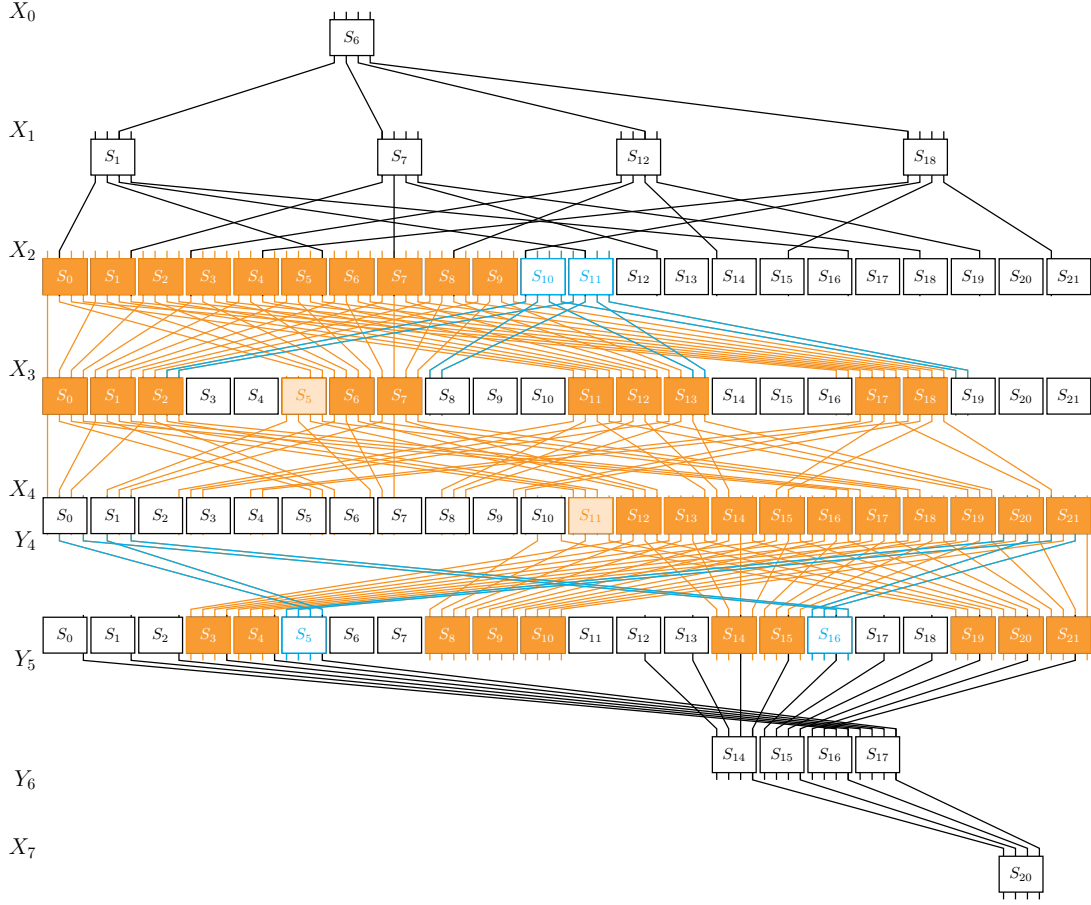 X₀
S₆
X₁
S₁ S₇ S₁₂ S₁₈
X₂
S₀ S₁ S₂ S₃ S₄ S₅ S₆ S₇ S₈ S₉ S₁₀ S₁₁ S₁₂ S₁₃ S₁₄ S₁₅ S₁₆ S₁₇ S₁₈ S₁₉ S₂₀ S₂₁
X₃
S₀ S₁ S₂ S₃ S₄ S₅ S₆ S₇ S₈ S₉ S₁₀ S₁₁ S₁₂ S₁₃ S₁₄ S₁₅ S₁₆ S₁₇ S₁₈ S₁₉ S₂₀ S₂₁
X₄
S₀ S₁ S₂ S₃ S₄ S₅ S₆ S₇ S₈ S₉ S₁₀ S₁₁ S₁₂ S₁₃ S₁₄ S₁₅ S₁₆ S₁₇ S₁₈ S₁₉ S₂₀ S₂₁
Y₄
S₀ S₁ S₂ S₃ S₄ S₅ S₆ S₇ S₈ S₉ S₁₀ S₁₁ S₁₂ S₁₃ S₁₄ S₁₅ S₁₆ S₁₇ S₁₈ S₁₉ S₂₀ S₂₁
Y₅
S₁₄ S₁₅ S₁₆ S₁₇
Y₆
X₇
S₂₀